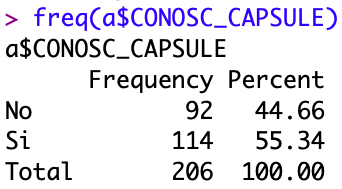 > freq(a$CONOSC_CAPSULE)
a$CONOSC_CAPSULE
Frequency Percent
No 92 44.66
Si 114 55.34
Total 206 100.00